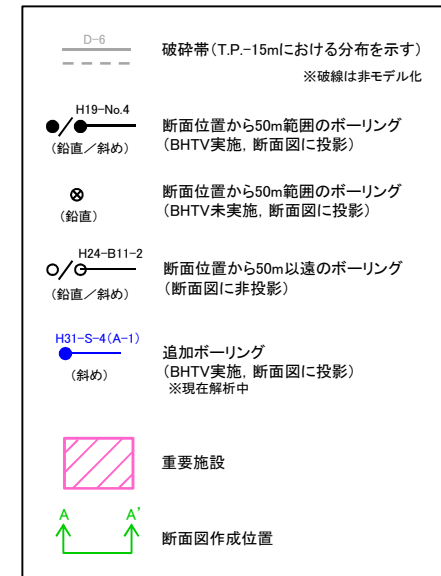 D-6
破砕帯(T.P.-15mにおける分布を示す)
※破線は非モデル化
H19-No.4
(鉛直／斜め)
断面位置から50m範囲のボーリング
(BHTV実施, 断面図に投影)
(鉛直)
断面位置から50m範囲のボーリング
(BHTV未実施, 断面図に投影)
H24-B11-2
(鉛直／斜め)
断面位置から50m以遠のボーリング
(断面図に非投影)
H31-S-4(A-1)
(斜め)
追加ボーリング
(BHTV実施, 断面図に投影)
※現在解析中
重要施設
A A'
断面図作成位置